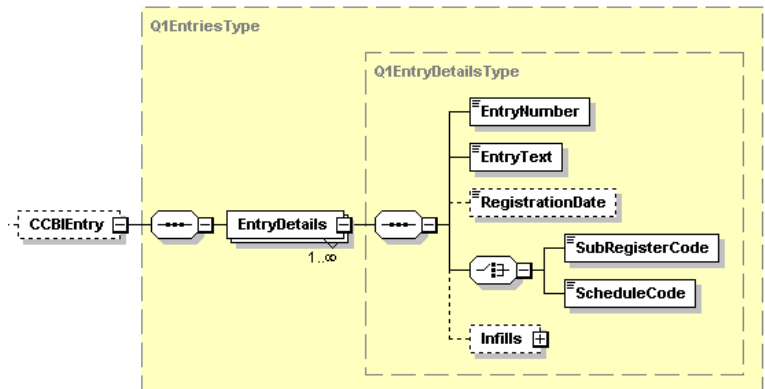 Q1EntriesType
Q1EntryDetailsType
EntryNumber
EntryText
RegistrationDate
CCBIEntry
EntryDetails
1..∞
SubRegisterCode
ScheduleCode
Infills